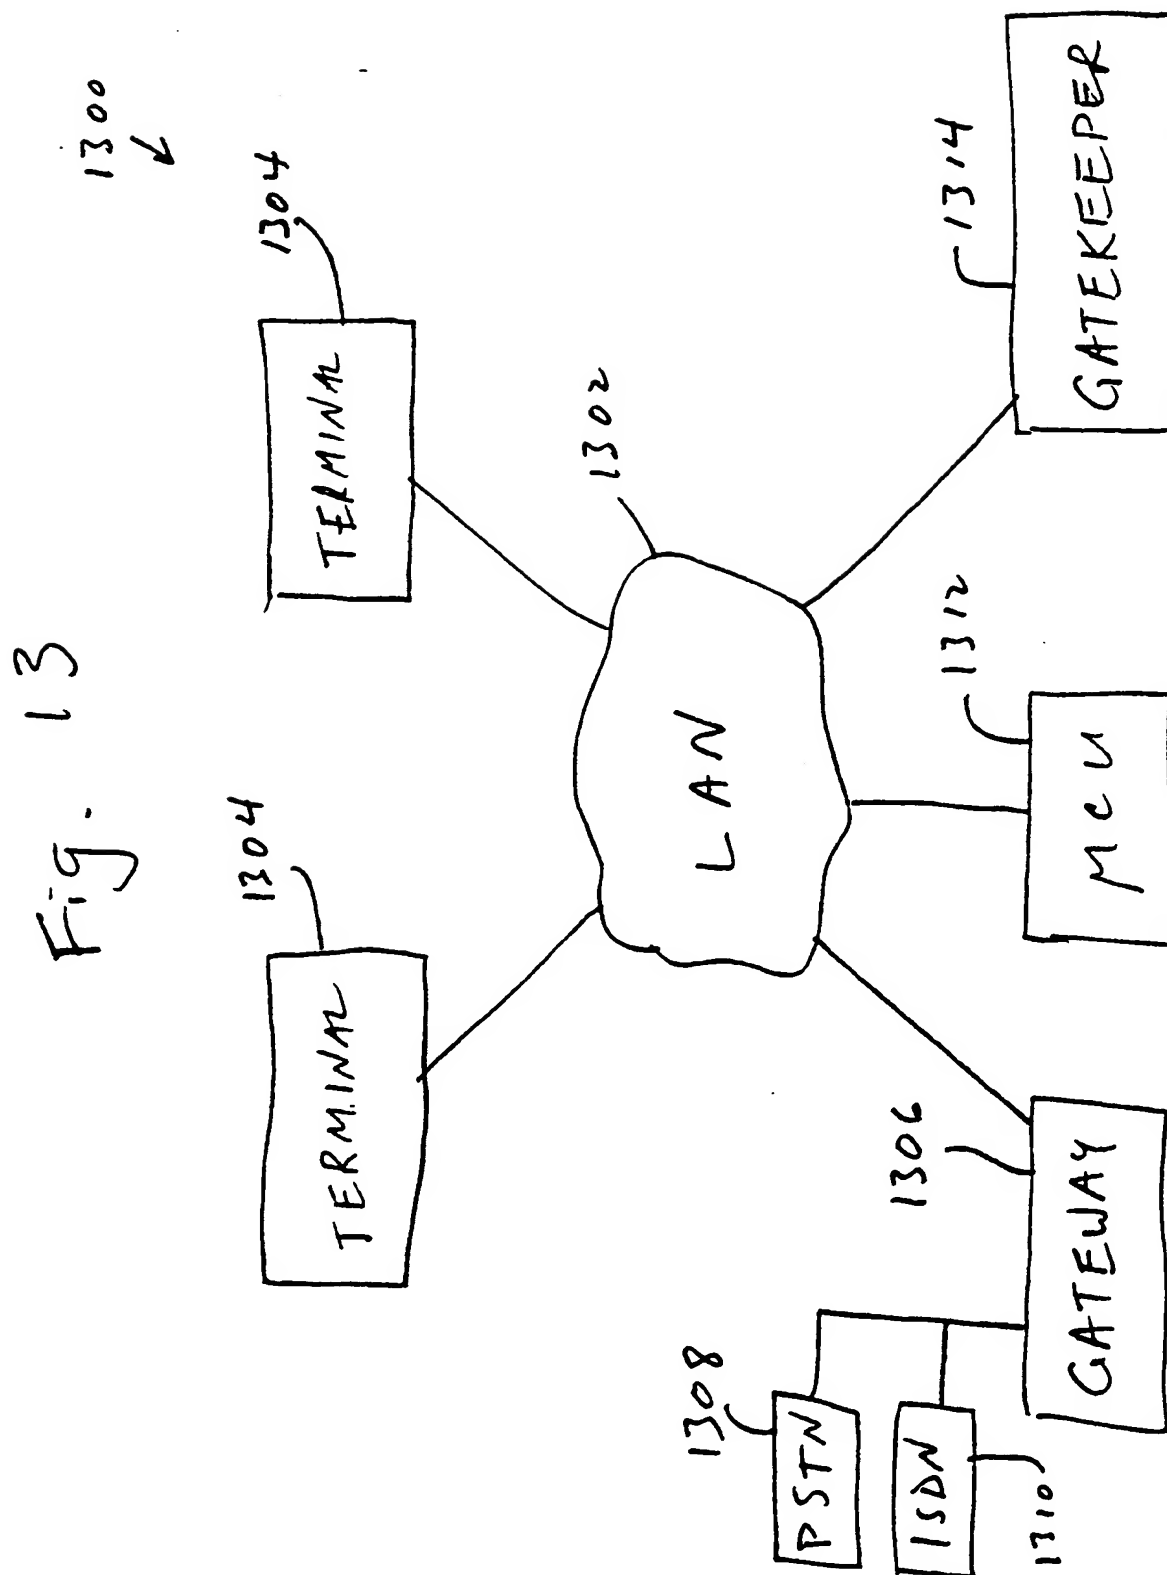 Fig. 13
1300
1304
TERMINAL
1304
TERMINAL
1302
LAN
1308
PSTN
ISDN
1310
1306
GATEWAY
1312
MCU
1314
GATEKEEPER